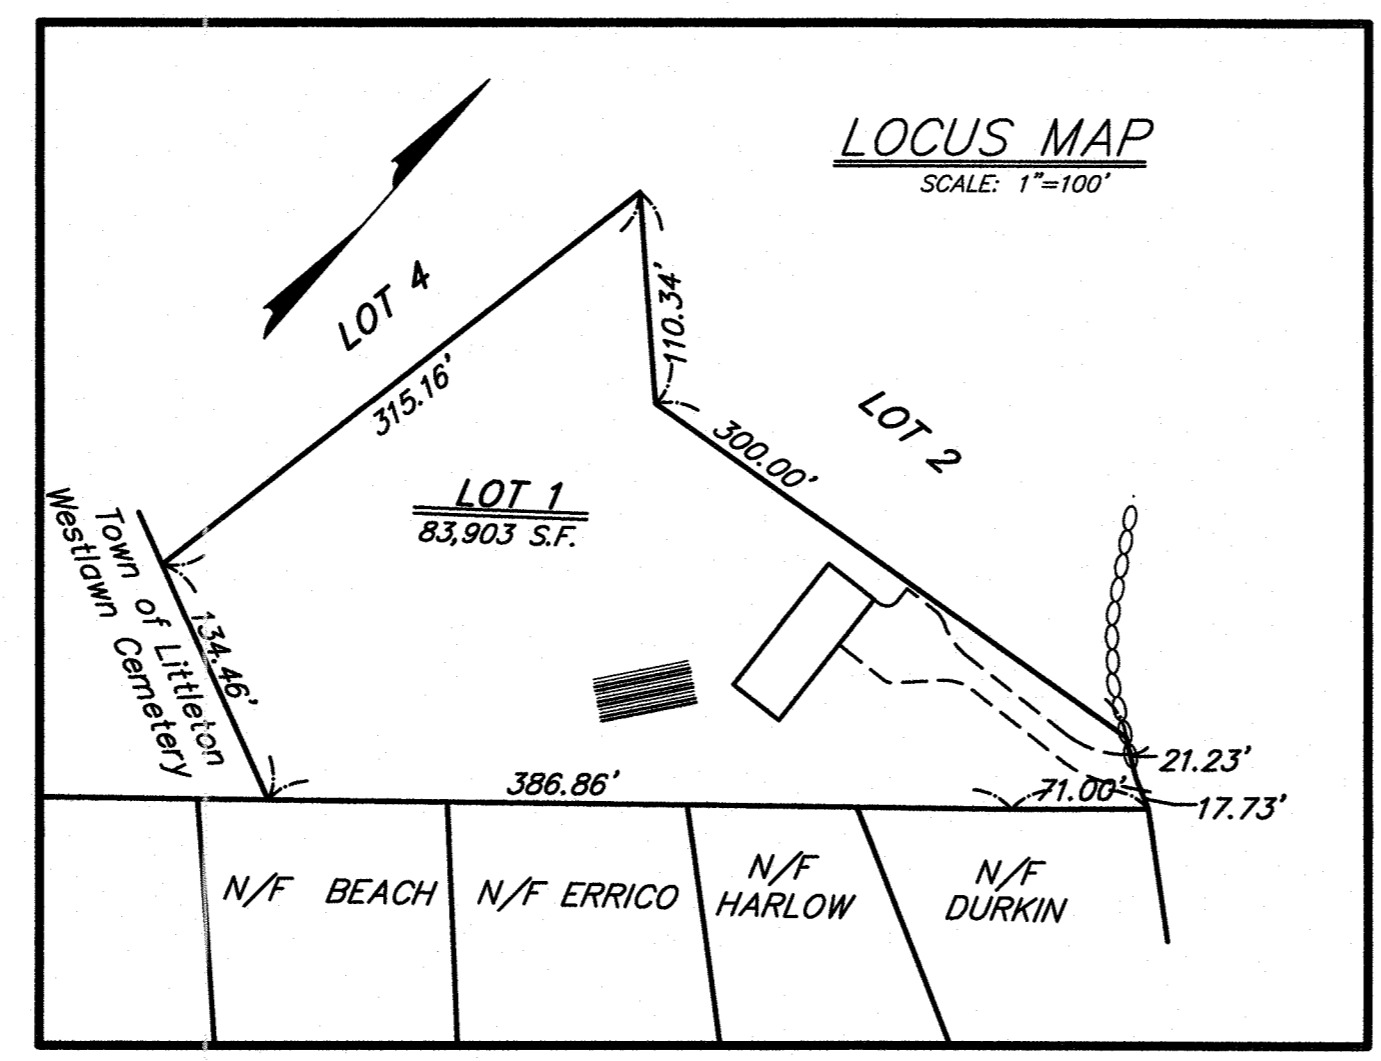 LOCUS MAP
SCALE: 1"=100'
LOT 4
315.16'
110.34'
LOT 2
300.00'
LOT 1
83,903 S.F.
Town of Littleton
Westlawn Cemetery
134.46'
386.86'
71.00'
21.23'
17.73'
N/F BEACH
N/F ERRICO
N/F
HARLOW
N/F
DURKIN